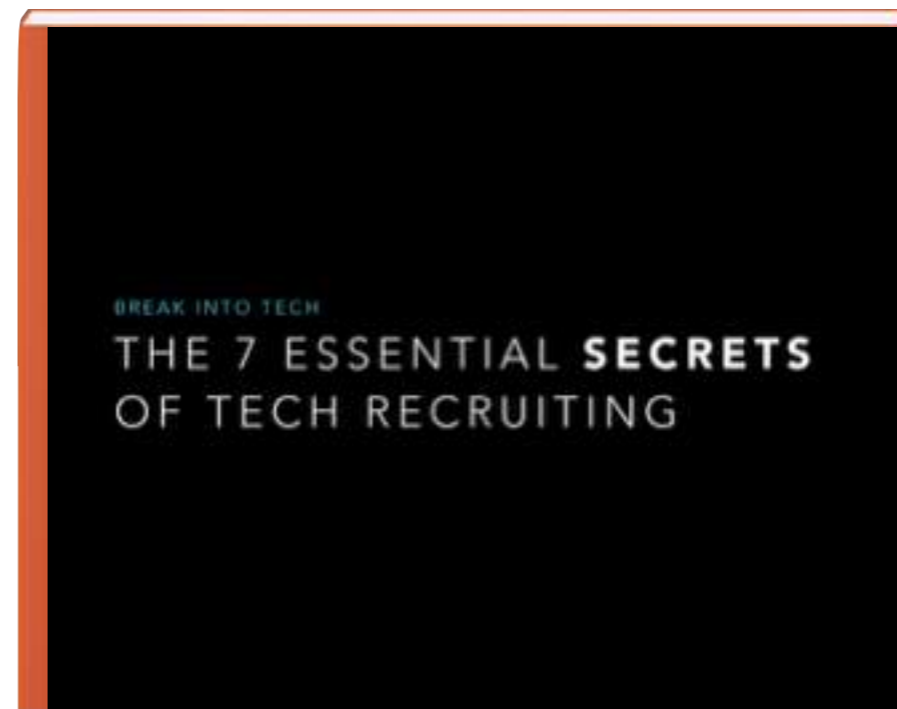 BREAK INTO TECH
THE 7 ESSENTIAL SECRETS
OF TECH RECRUITING